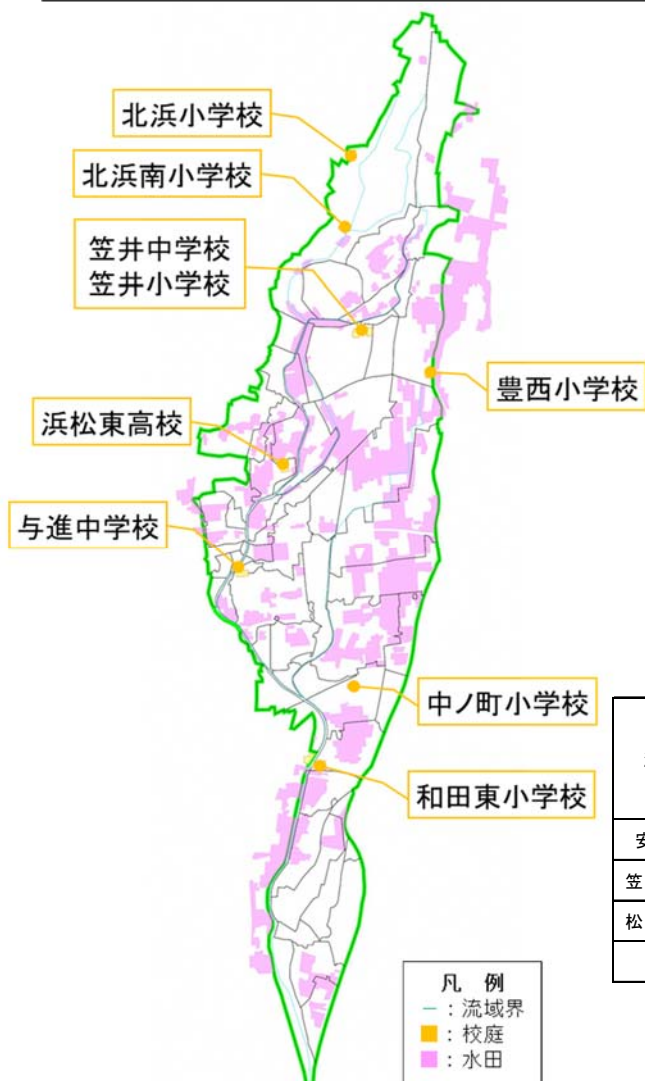 北浜小学校
北浜南小学校
笠井中学校
笠井小学校
豊西小学校
浜松東高校
与進中学校
中ノ町小学校
和田東小学校
安
笠
松
凡 例
：流域界
：校庭
：水田